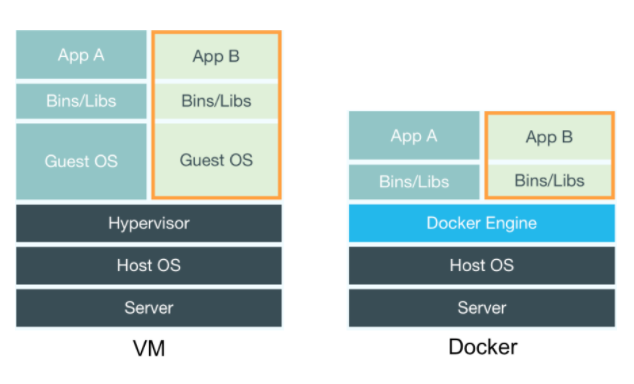 App A
App B
Bins/Libs
Bins/Libs
Guest OS
Guest OS
Hypervisor
Host OS
Server
VM
App A
App B
Bins/Libs
Bins/Libs
Docker Engine
Host OS
Server
Docker